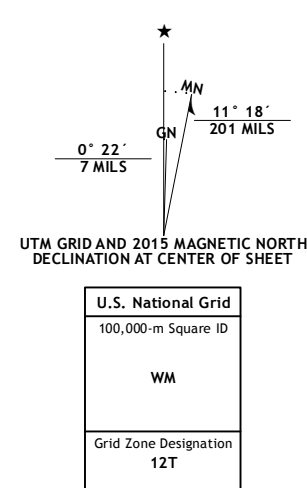 ★
MN
11° 18´
201 MILS
GN
0° 22´
7 MILS
UTM GRID AND 2015 MAGNETIC NORTH
DECLINATION AT CENTER OF SHEET
U.S. National Grid
100,000-m Square ID
WM
Grid Zone Designation
12T